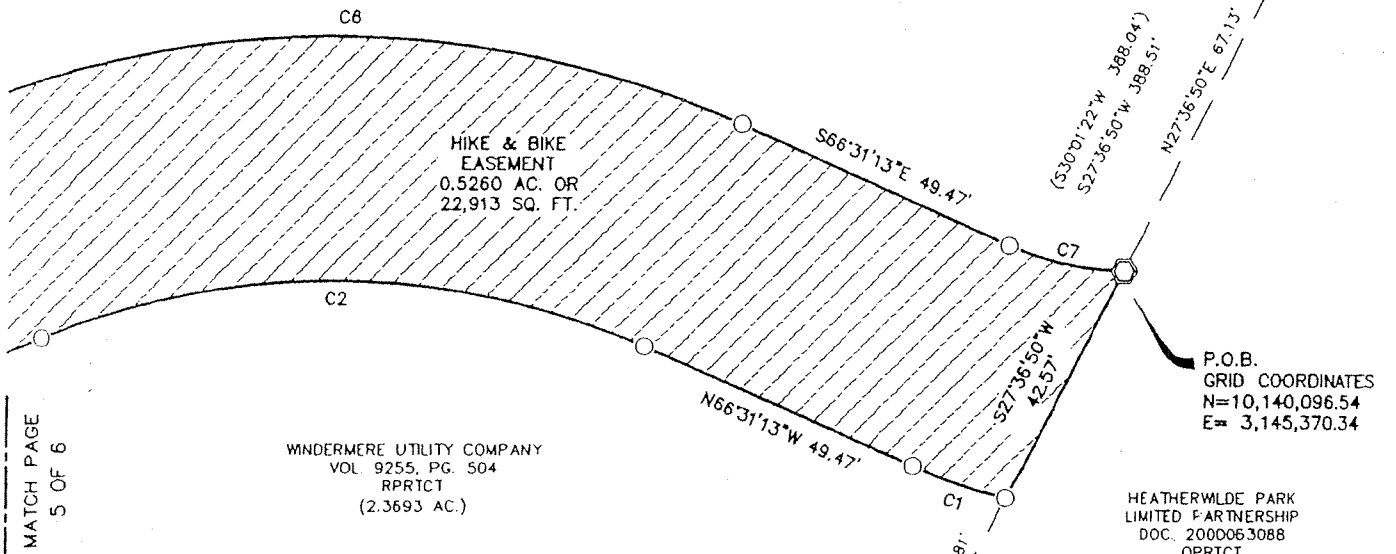 C6
(S30°01'22"W 388.04')
S27°36'50"W 388.51'
N27°36'50"E 67.13'
HIKE & BIKE
EASEMENT
0.5260 AC. OR
22,913 SQ. FT.
S66°31'13"E 49.47'
C7
C2
S27°36'50"W
42.57'
P.O.B.
GRID COORDINATES
N=10,140,096.54
E= 3,145,370.34
N66°31'13"W 49.47'
MATCH PAGE
5 OF 6
WINDERMERE UTILITY COMPANY
VOL. 9255, PG. 504
RPRTCT
(2.3693 AC.)
C1
HEATHERWILDE PARK
LIMITED PARTNERSHIP
DOC. 2000063088
OPRTCT
81'